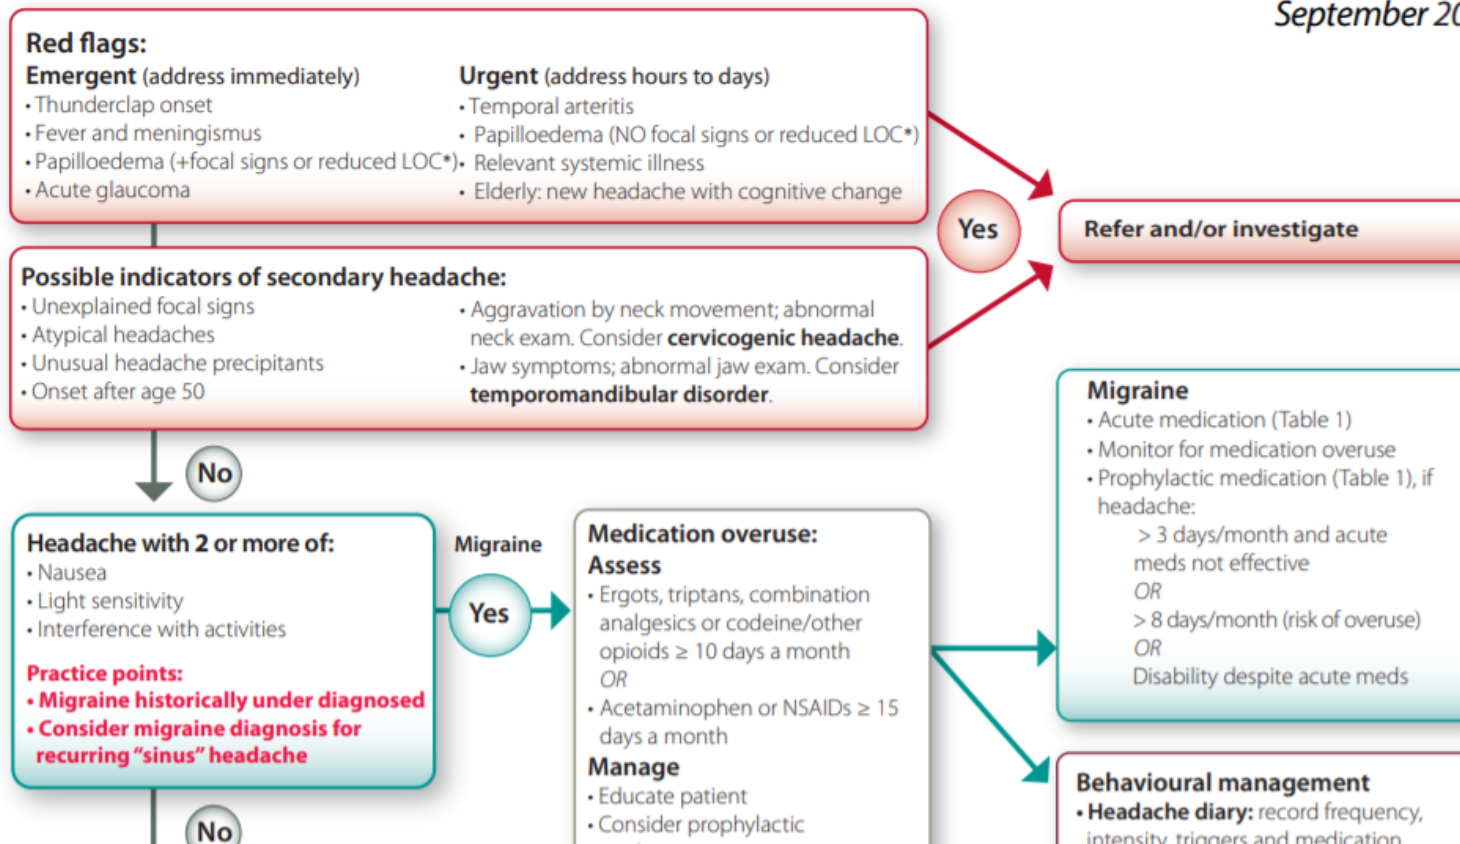 September 20
Red flags:
Emergent (address immediately)
• Thunderclap onset
• Fever and meningismus
• Papilloedema (+focal signs or reduced LOC*)
• Acute glaucoma
Urgent (address hours to days)
• Temporal arteritis
• Papilloedema (NO focal signs or reduced LOC*)
• Relevant systemic illness
• Elderly: new headache with cognitive change
Yes
Refer and/or investigate
Possible indicators of secondary headache:
• Unexplained focal signs
• Atypical headaches
• Unusual headache precipitants
• Onset after age 50
• Aggravation by neck movement; abnormal
neck exam. Consider cervicogenic headache.
• Jaw symptoms; abnormal jaw exam. Consider
temporomandibular disorder.
No
Headache with 2 or more of:
• Nausea
• Light sensitivity
• Interference with activities
Practice points:
• Migraine historically under diagnosed
• Consider migraine diagnosis for
recurring "sinus" headache
No
Migraine
Yes
Medication overuse:
Assess
• Ergots, triptans, combination
analgesics or codeine/other
opioids ≥ 10 days a month
OR
• Acetaminophen or NSAIDs ≥ 15
days a month
Manage
• Educate patient
• Consider prophylactic
Migraine
• Acute medication (Table 1)
• Monitor for medication overuse
• Prophylactic medication (Table 1), if
headache:
> 3 days/month and acute
meds not effective
OR
> 8 days/month (risk of overuse)
OR
Disability despite acute meds
Behavioural management
• Headache diary: record frequency,
intensity, triggers and medication